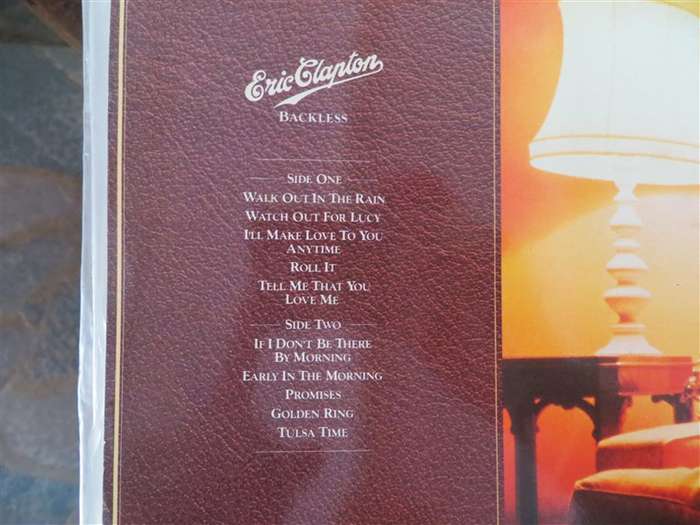 Eric Clapton
BACKLESS
SIDE ONE
WALK OUT IN THE RAIN
WATCH OUT FOR LUCY
I'LL MAKE LOVE TO YOU
ANYTIME
ROLL IT
TELL ME THAT YOU
LOVE ME
SIDE TWO
IF I DON'T BE THERE
BY MORNING
EARLY IN THE MORNING
PROMISES
GOLDEN RING
TULSA TIME